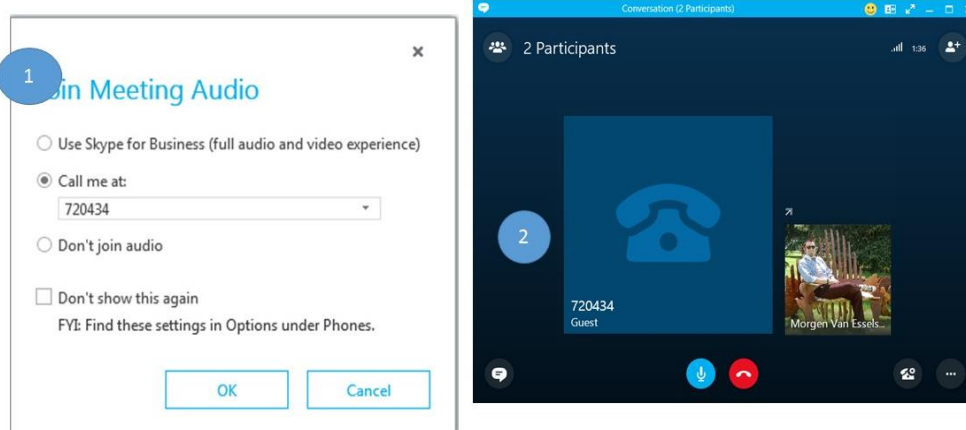 1
in Meeting Audio
Use Skype for Business (full audio and video experience)
Call me at:
720434
Don't join audio
Don't show this again
FYI: Find these settings in Options under Phones.
OK
Cancel
Conversation (2 Participants)
2 Participants
1:36
2
720434
Guest
Morgen Van Essels...